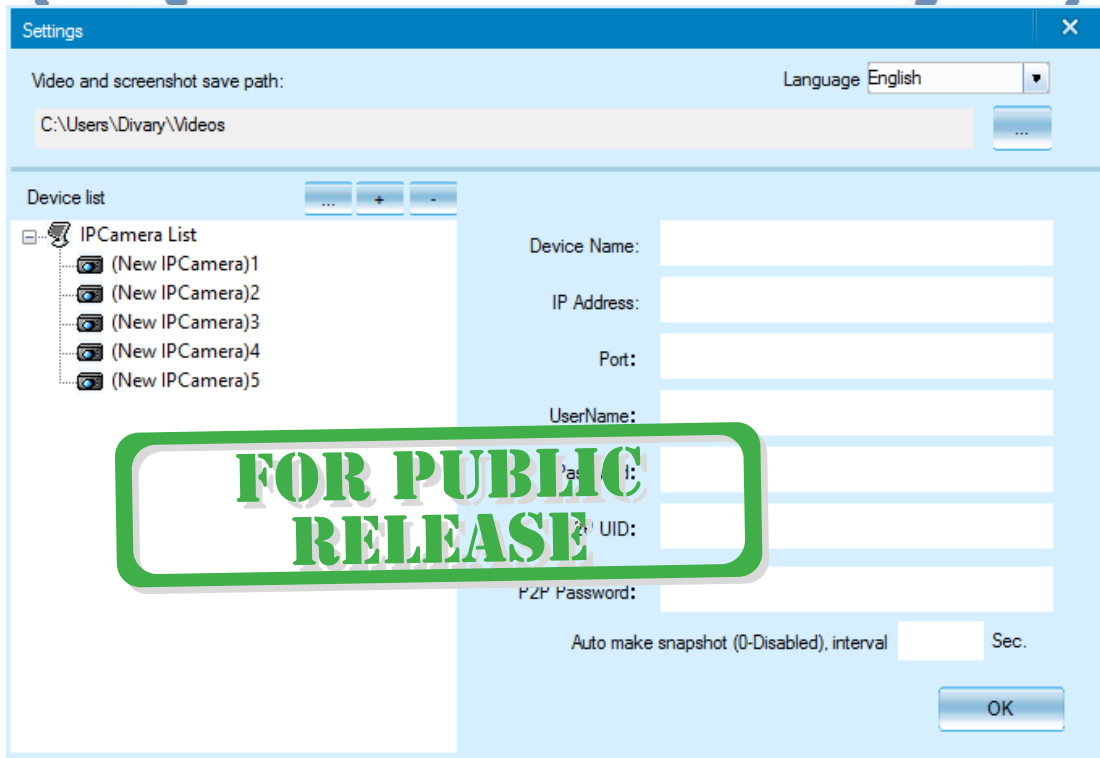 Settings
Video and screenshot save path:
Language English
C:\Users\Divary\Videos
...
Device list
... + -
IPCamera List
(New IPCamera)1
(New IPCamera)2
(New IPCamera)3
(New IPCamera)4
(New IPCamera)5
Device Name:
IP Address:
Port:
UserName:
FOR PUBLIC
RELEASE
UID:
P2P Password:
Auto make snapshot (0-Disabled), interval Sec.
OK